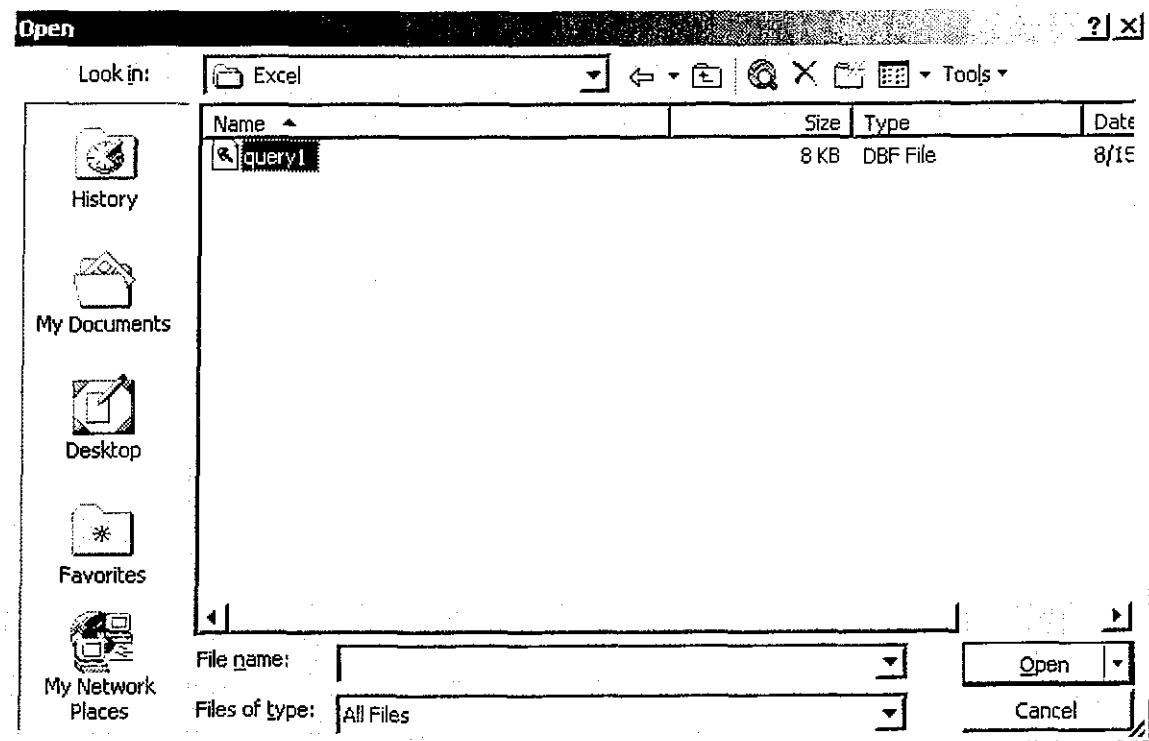 Open
Look in: Excel Tools
Name Size Type Date
query1 8 KB DBF File 8/15
History
My Documents
Desktop
Favorites
My Network
Places
File name: Open
Files of type: All Files Cancel